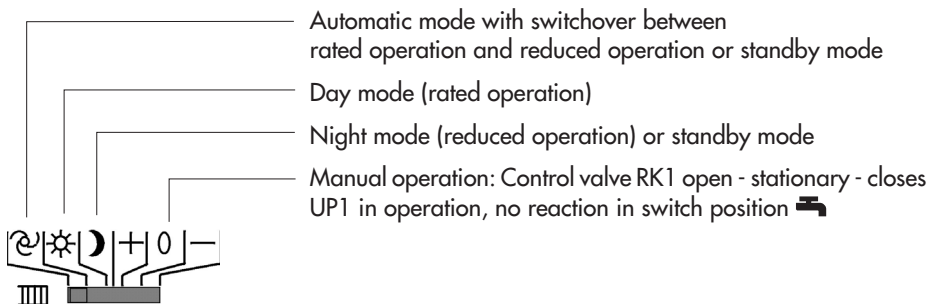 Automatic mode with switchover between
rated operation and reduced operation or standby mode
Day mode (rated operation)
Night mode (reduced operation) or standby mode
Manual operation: Control valve RK1 open - stationary - closes
UP1 in operation, no reaction in switch position
+ 0 −